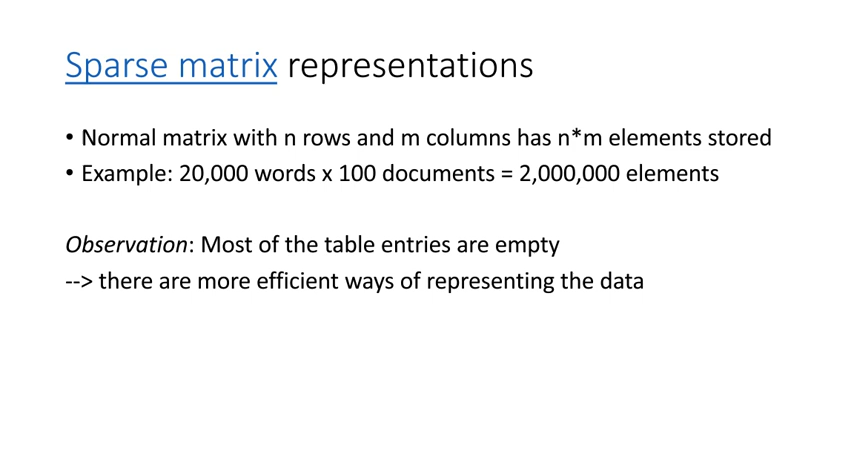 Sparse matrix representations
• Normal matrix with n rows and m columns has n*m elements stored
• Example: 20,000 words x 100 documents = 2,000,000 elements
Observation: Most of the table entries are empty
--> there are more efficient ways of representing the data